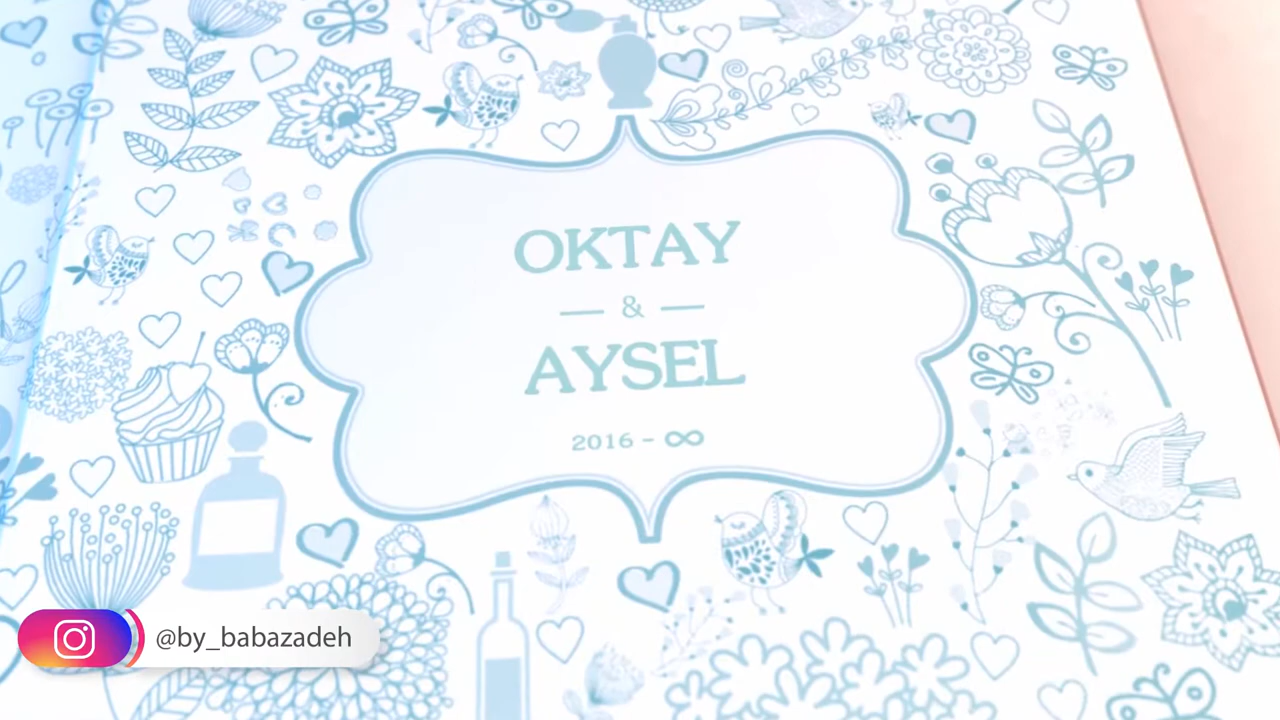 OKTAY
— & —
AYSEL
2016 - ∞
@by_babazadeh